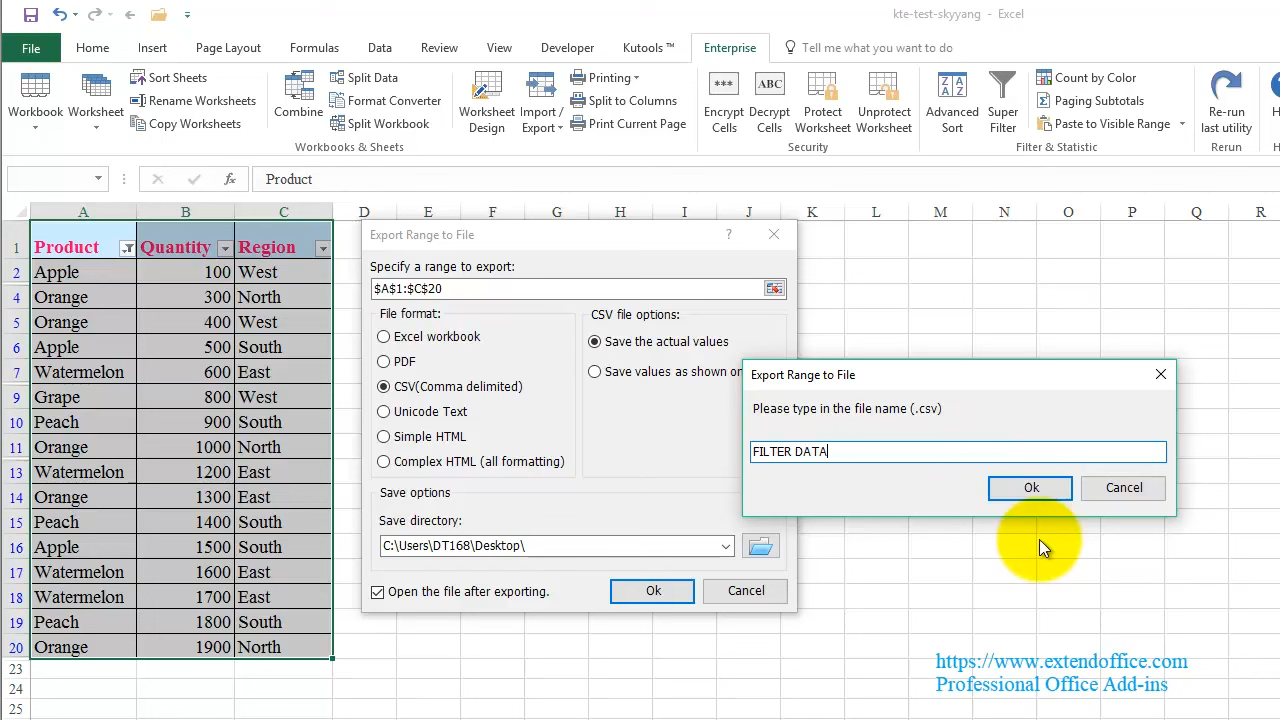 kte-test-skyyang - Excel
File Home Insert Page Layout Formulas Data Review View Developer Kutools ™ Enterprise Tell me what you want to do
Workbook
Worksheet
Sort Sheets
Rename Worksheets
Copy Worksheets
Combine
Split Data
Format Converter
Split Workbook
Workbooks & Sheets
Worksheet
Design
Import /
Export
Printing
Split to Columns
Print Current Page
*** ABC
Encrypt
Cells
Decrypt
Cells
Protect
Worksheet
Unprotect
Worksheet
Security
Advanced
Sort
Super
Filter
Count by Color
Paging Subtotals
Paste to Visible Range
Filter & Statistic
Re-run
last utility
Rerun
fx Product
A B C D E F G H I J K L M N O P Q R
1 Product Quantity Region
2 Apple 100 West
4 Orange 300 North
5 Orange 400 West
6 Apple 500 South
7 Watermelon 600 East
9 Grape 800 West
10 Peach 900 South
11 Orange 1000 North
13 Watermelon 1200 East
14 Orange 1300 East
15 Peach 1400 South
16 Apple 1500 South
17 Watermelon 1600 East
18 Watermelon 1700 East
19 Peach 1800 South
20 Orange 1900 North
23
24
25
Export Range to File ?
Specify a range to export:
$A$1:$C$20
File format:
Excel workbook
PDF
CSV(Comma delimited)
Unicode Text
Simple HTML
Complex HTML (all formatting)
CSV file options:
Save the actual values
Save values as shown on
Save options
Save directory:
C:\Users\DT168\Desktop\
Open the file after exporting.
Ok Cancel
Export Range to File
Please type in the file name (.csv)
FILTER DATA
Ok Cancel
https://www.extendoffice.com
Professional Office Add-ins